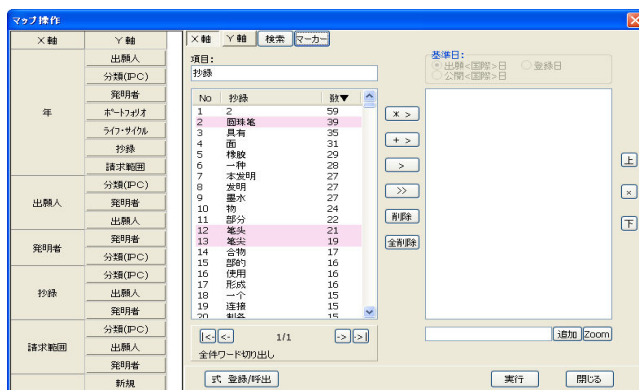 マップ操作
X 軸 Y 軸
年
出願人
分類(IPC)
発明者
ポートフォリオ
ライフ・サイクル
抄録
請求範囲
出願人
分類(IPC)
発明者
出願人
発明者
発明者
分類(IPC)
抄録
分類(IPC)
出願人
発明者
請求範囲
分類(IPC)
出願人
発明者
新規
X 軸 Y 軸 検索 マーカー
項目:
抄録
No 抄録 数▼
1 2 59
2 圆珠笔 39
3 具有 35
4 面 31
5 橡胶 29
6 一种 28
7 本发明 27
8 发明 27
9 墨水 27
10 物 24
11 部分 22
12 笔头 21
13 笔尖 19
14 合物 17
15 部的 16
16 使用 16
17 形成 16
18 一个 15
19 连接 15
20 制备 15
|<- <- 1/1 -> ->|
全件ワード切り出し
* >
+ >
>
>>
削除
全削除
基準日:
出願<国際>日 登録日
公開<国際>日
上
×
下
追加 Zoom
式 登録/呼出 実行 閉じる